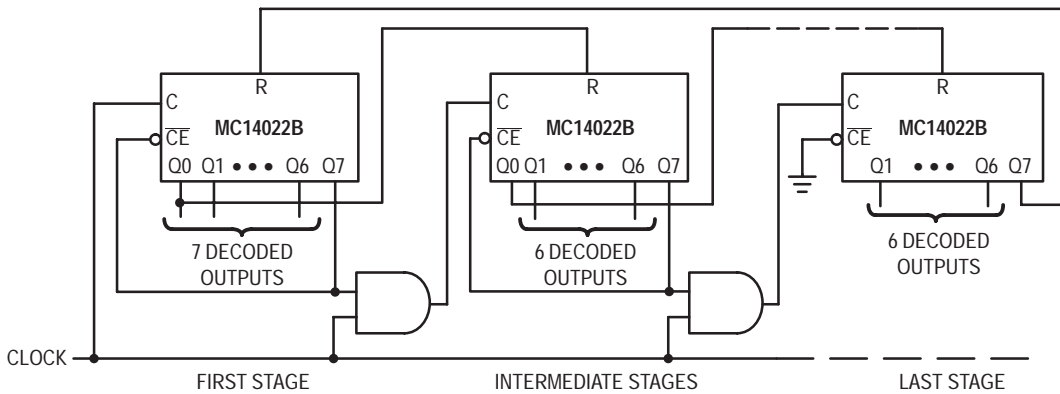 R R R
C C C
MC14022B MC14022B MC14022B
CE CE CE
Q0 Q1 ••• Q6 Q7 Q0 Q1 ••• Q6 Q7 Q1 ••• Q6 Q7
7 DECODED
OUTPUTS
6 DECODED
OUTPUTS
6 DECODED
OUTPUTS
CLOCK
FIRST STAGE INTERMEDIATE STAGES LAST STAGE